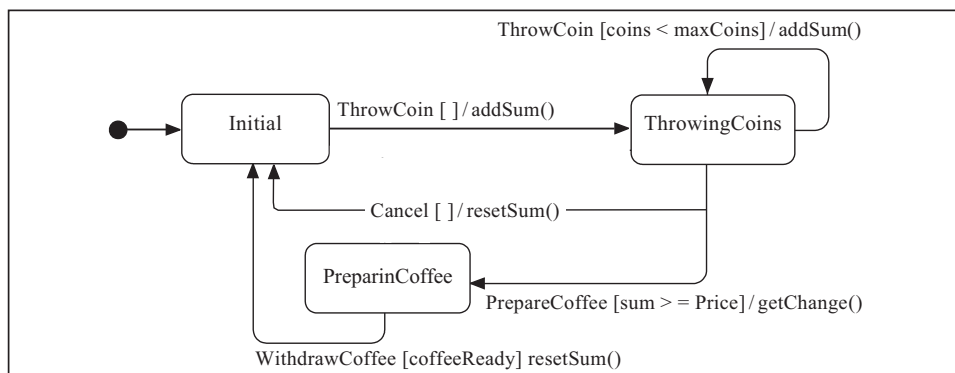 ThrowCoin [coins < maxCoins]/addSum()
Initial
ThrowCoin [ ]/addSum()
ThrowingCoins
Cancel [ ]/resetSum()
PreparinCoffee
PrepareCoffee [sum > = Price]/getChange()
WithdrawCoffee [coffeeReady] resetSum()